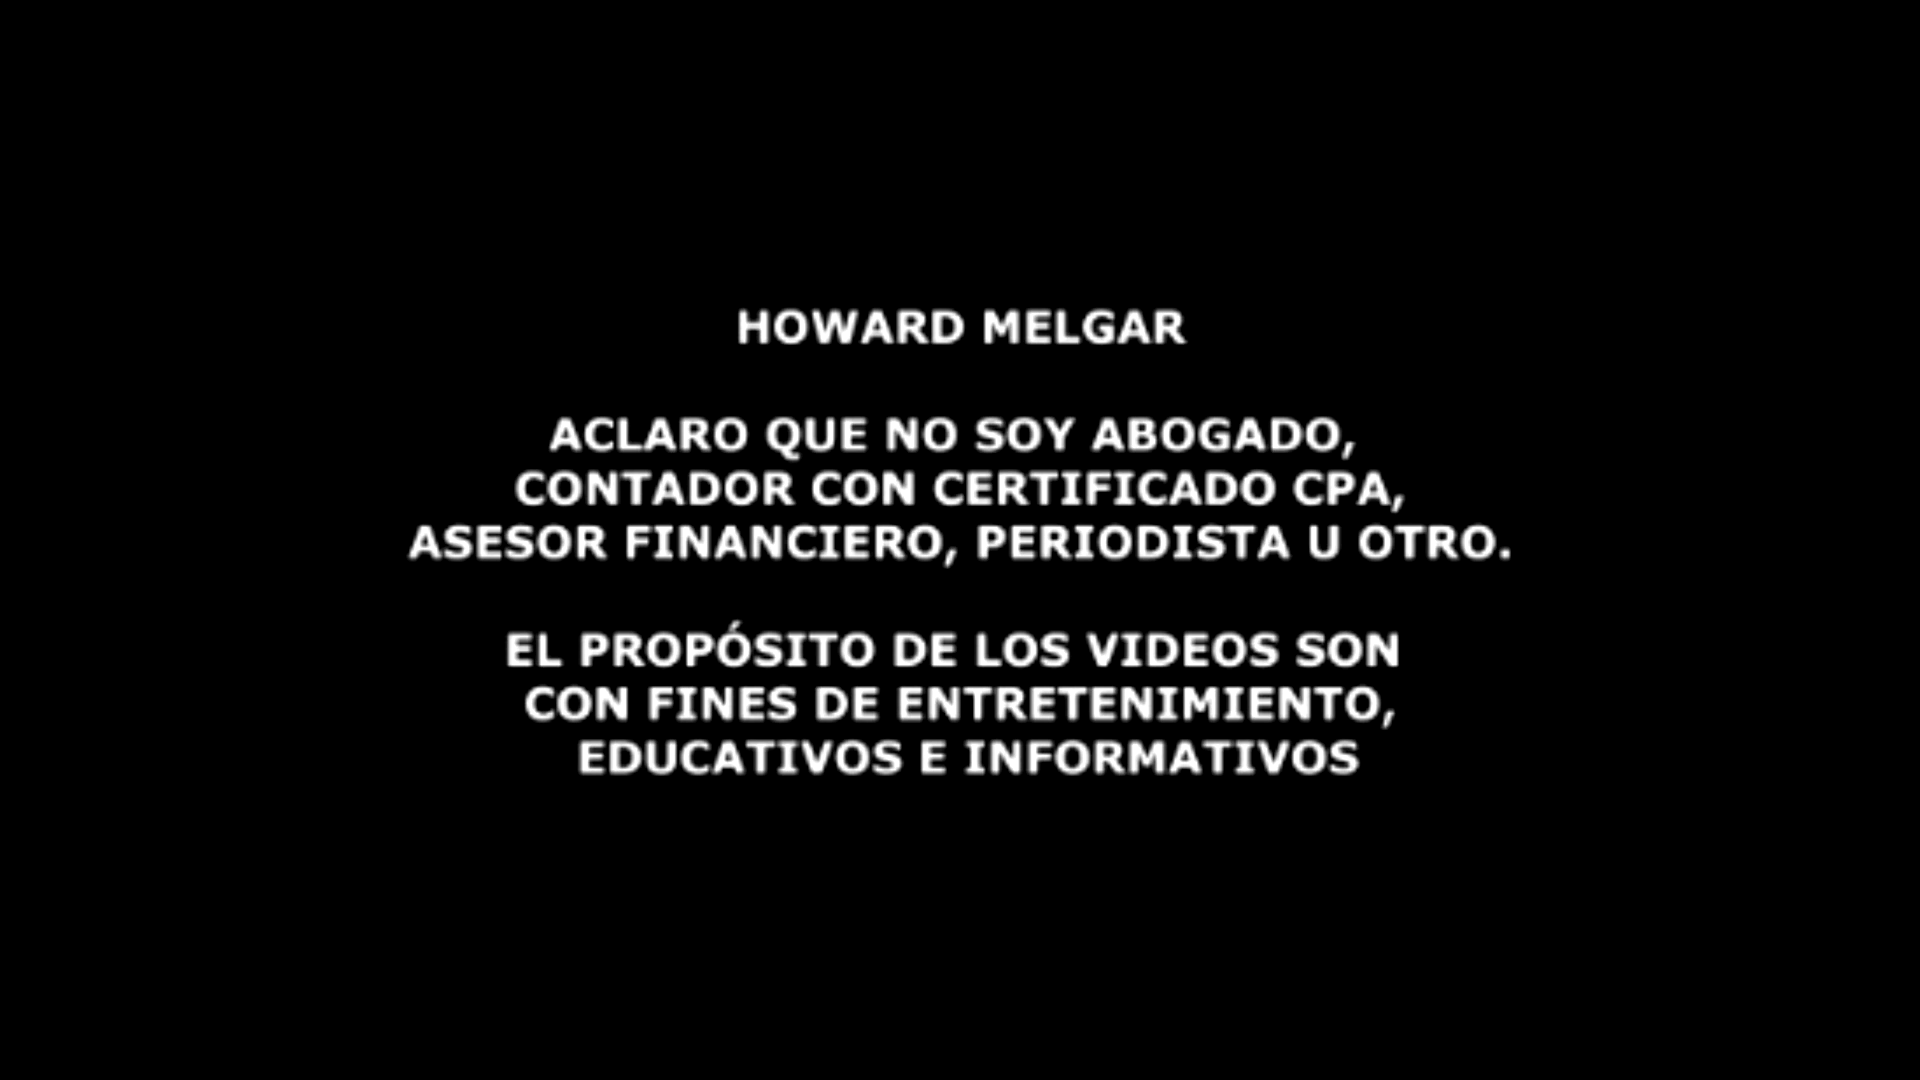 HOWARD MELGAR
ACLARO QUE NO SOY ABOGADO,
CONTADOR CON CERTIFICADO CPA,
ASESOR FINANCIERO, PERIODISTA U OTRO.
EL PROPÓSITO DE LOS VIDEOS SON
CON FINES DE ENTRETENIMIENTO,
EDUCATIVOS E INFORMATIVOS